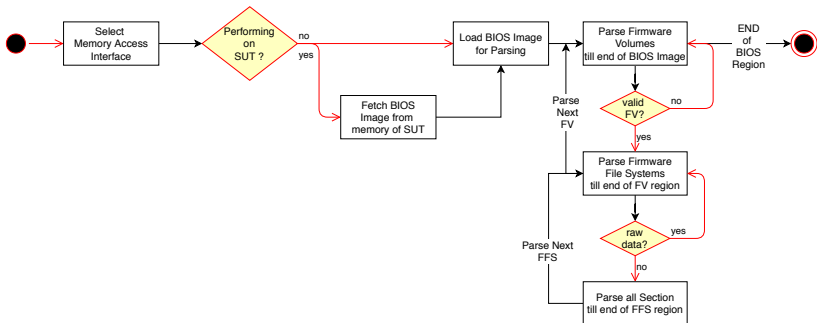 Select
Memory Access
Interface
Performing
on
SUT ?
no
yes
Fetch BIOS
Image from
memory of SUT
Load BIOS Image
for Parsing
Parse
Next
FV
Parse Firmware
Volumes
till end of BIOS Image
END
of
BIOS
Region
valid
FV?
no
yes
Parse Firmware
File Systems
till end of FV region
raw
data?
yes
no
Parse Next
FFS
Parse all Section
till end of FFS region